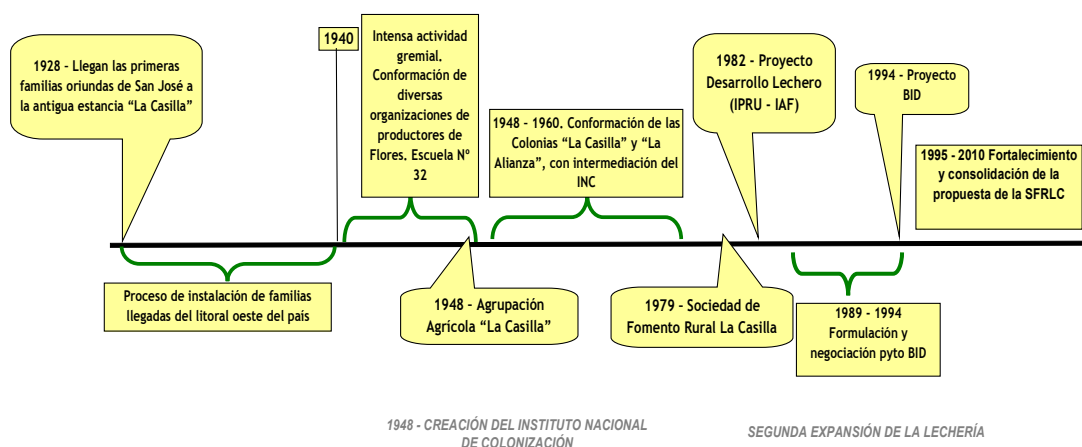 1928 - Llegan las primeras
familias oriundas de San José a
la antigua estancia “La Casilla”
1940
Intensa actividad
gremial.
Conformación de
diversas
organizaciones de
productores de
Flores. Escuela Nº
32
1948 - 1960. Conformación de las
Colonias “La Casilla” y “La
Alianza”, con intermediación del
INC
1982 - Proyecto
Desarrollo Lechero
(IPRU - IAF)
1994 - Proyecto
BID
1995 - 2010 Fortalecimiento
y consolidación de la
propuesta de la SFRLC
Proceso de instalación de familias
llegadas del litoral oeste del país
1948 - Agrupación
Agrícola “La Casilla”
1979 - Sociedad de
Fomento Rural La Casilla
1989 - 1994
Formulación y
negociación pyto BID
1948 - CREACIÓN DEL INSTITUTO NACIONAL
DE COLONIZACIÓN
SEGUNDA EXPANSIÓN DE LA LECHERÍA